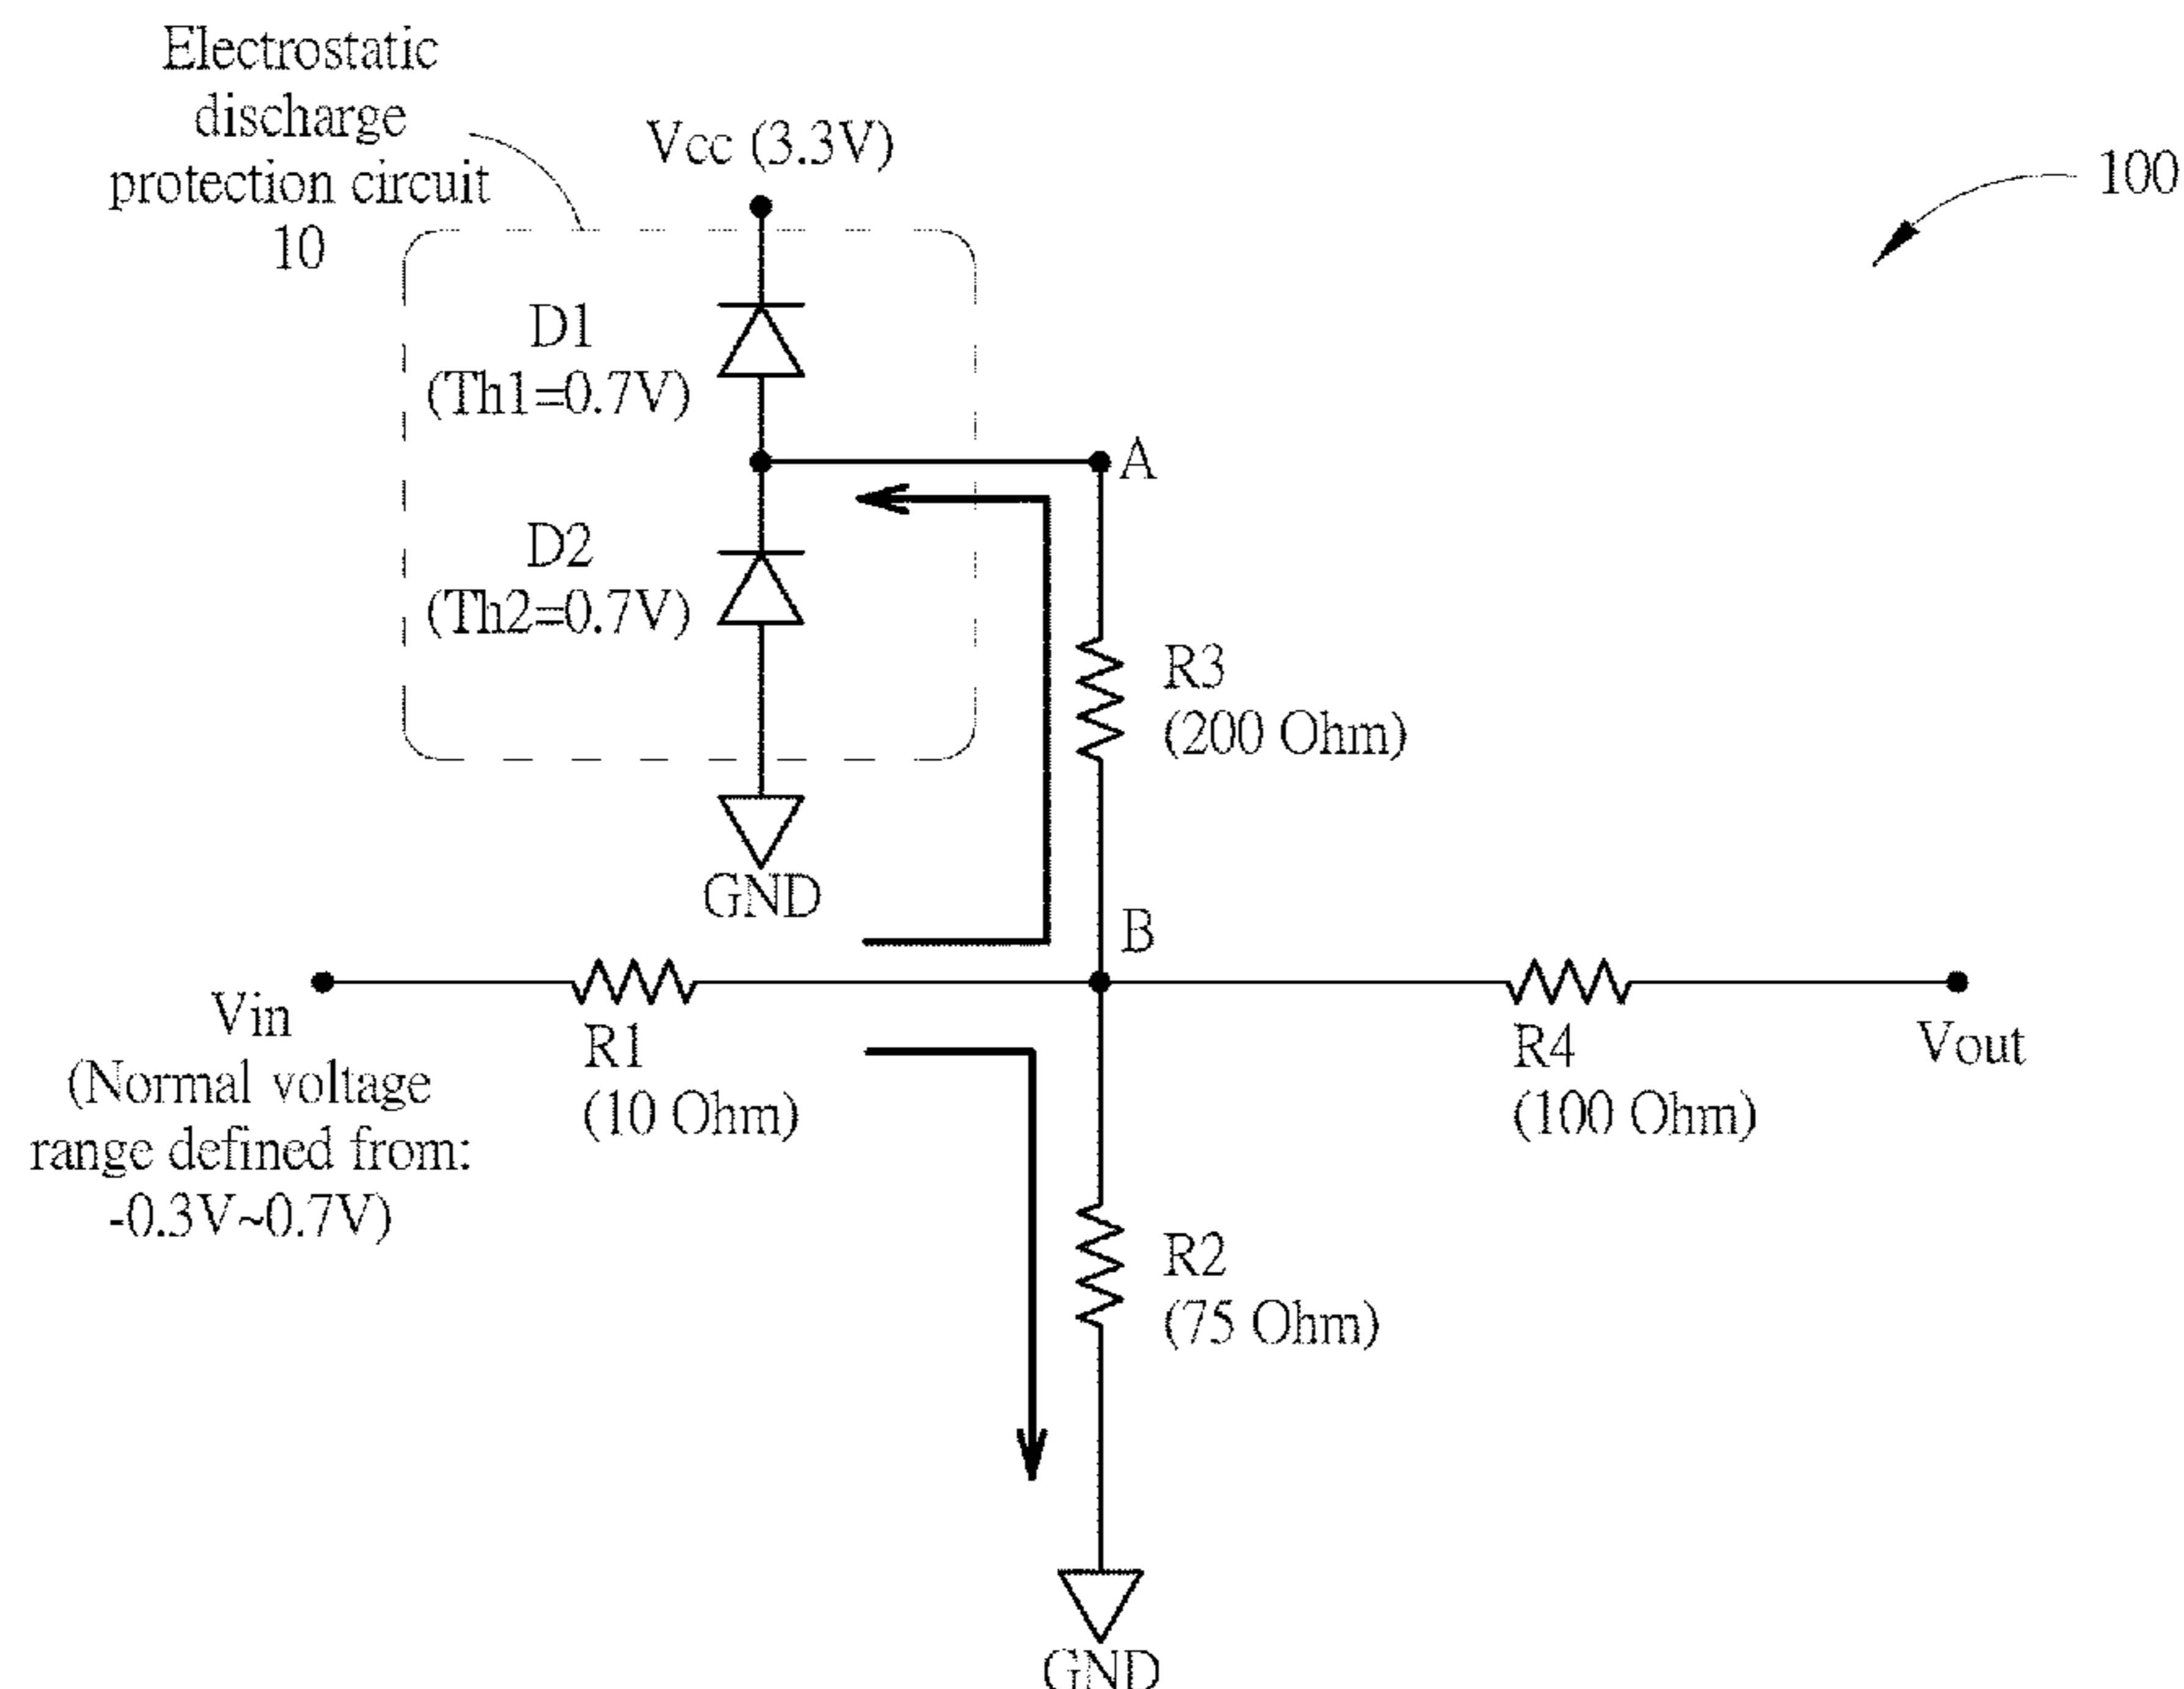 Electrostatic
discharge
protection circuit
10
Vcc (3.3V)
100
D1
(Th1=0.7V)
A
D2
(Th2=0.7V)
R3
(200 Ohm)
GND
B
Vin
(Normal voltage
range defined from:
-0.3V~0.7V)
R1
(10 Ohm)
R4
(100 Ohm)
Vout
R2
(75 Ohm)
GND